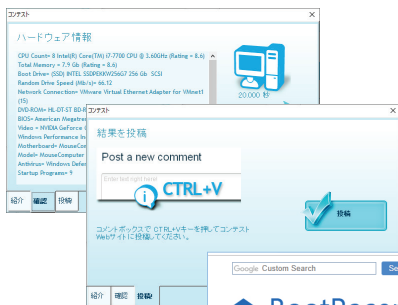 コンテスト
ハードウェア情報
CPU Count= 8 Intel(R) Core(TM) i7-7700 CPU @ 3.60GHz (Rating = 8.6)
Total Memory = 7.9 Gb (Rating = 8.6)
Boot Drive= (SSD) INTEL SSDPEKKW256G7 256 Gb SCSI
Random Drive Speed (Mb/s)= 66.12
Network Connection= VMware Virtual Ethernet Adapter for VMnet1
(15)
DVD-ROM= HL-DT-ST BD-R
BIOS= American Megatren
Video = NVIDIA GeForce
Windows Performance In
Motherboard= MouseCom
Model= MouseComputer
Antivirus= Windows Defen
Startup Programs= 9
20.000 秒
紹介 確認 投稿
コンテスト
結果を投稿
Post a new comment
Enter text right here
CTRL+V
コメントボックスで CTRL+Vキーを押してコンテスト
Webサイトに投稿してください。
投稿
紹介 確認 投稿
Google Custom Search
Se